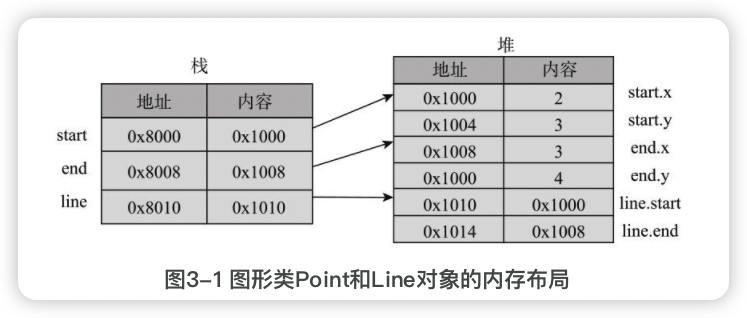 栈
地址 内容
start 0x8000 0x1000
end 0x8008 0x1008
line 0x8010 0x1010
堆
地址 内容
0x1000 2 start.x
0x1004 3 start.y
0x1008 3 end.x
0x1000 4 end.y
0x1010 0x1000 line.start
0x1014 0x1008 line.end
图3-1 图形类Point和Line对象的内存布局